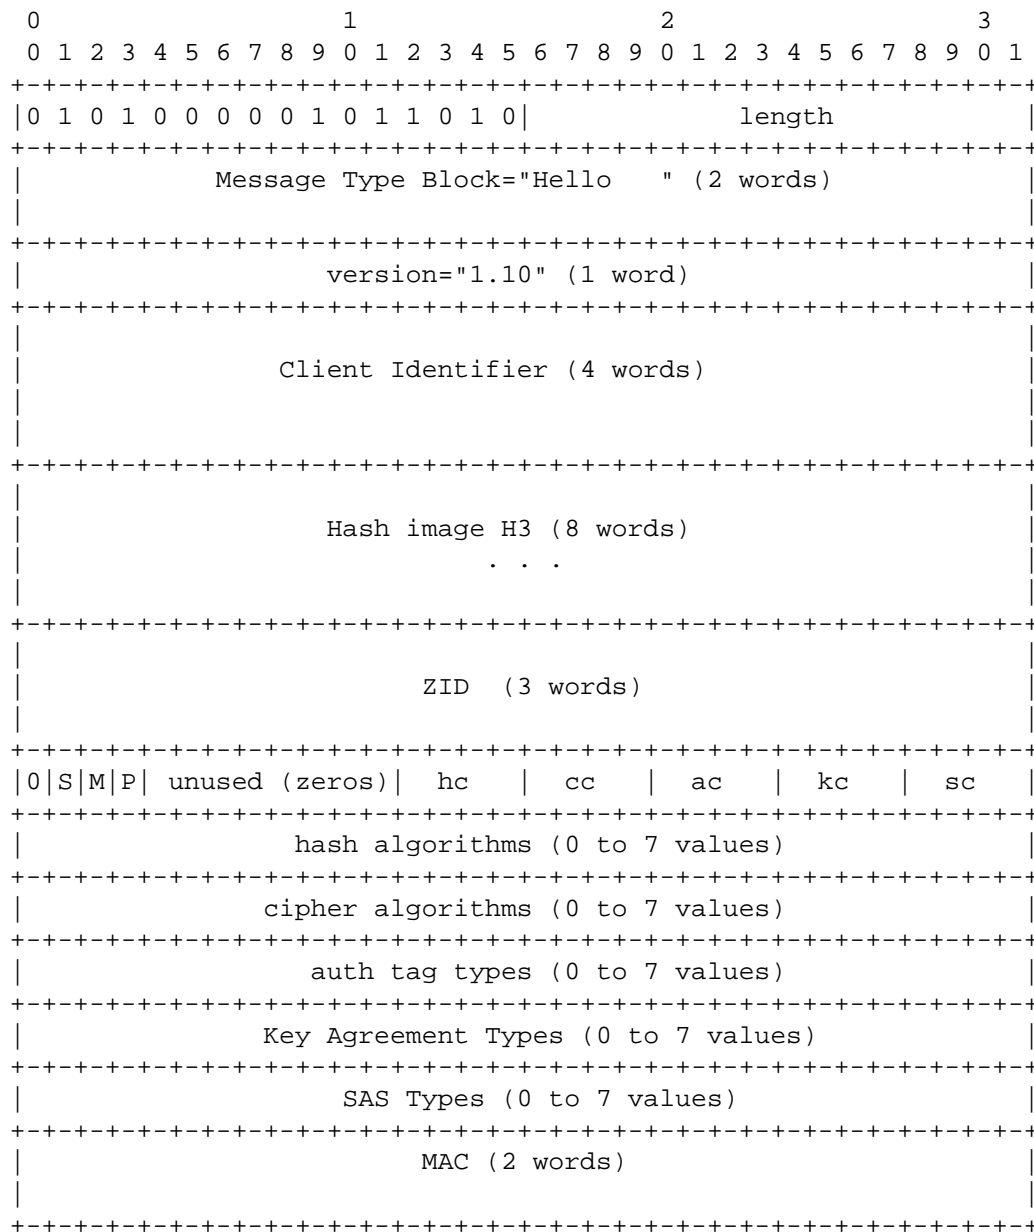 0                   1                   2                   3
 0 1 2 3 4 5 6 7 8 9 0 1 2 3 4 5 6 7 8 9 0 1 2 3 4 5 6 7 8 9 0 1
+-+-+-+-+-+-+-+-+-+-+-+-+-+-+-+-+-+-+-+-+-+-+-+-+-+-+-+-+-+-+-+-+
|0 1 0 1 0 0 0 0 0 1 0 1 1 0 1 0|             length            |
+-+-+-+-+-+-+-+-+-+-+-+-+-+-+-+-+-+-+-+-+-+-+-+-+-+-+-+-+-+-+-+-+
|            Message Type Block="Hello   " (2 words)            |
|                                                               |
+-+-+-+-+-+-+-+-+-+-+-+-+-+-+-+-+-+-+-+-+-+-+-+-+-+-+-+-+-+-+-+-+
|                   version="1.10" (1 word)                     |
+-+-+-+-+-+-+-+-+-+-+-+-+-+-+-+-+-+-+-+-+-+-+-+-+-+-+-+-+-+-+-+-+
|                                                               |
|                Client Identifier (4 words)                    |
|                                                               |
|                                                               |
+-+-+-+-+-+-+-+-+-+-+-+-+-+-+-+-+-+-+-+-+-+-+-+-+-+-+-+-+-+-+-+-+
|                                                               |
|                   Hash image H3 (8 words)                     |
|                             . . .                             |
|                                                               |
+-+-+-+-+-+-+-+-+-+-+-+-+-+-+-+-+-+-+-+-+-+-+-+-+-+-+-+-+-+-+-+-+
|                                                               |
|                         ZID  (3 words)                        |
|                                                               |
+-+-+-+-+-+-+-+-+-+-+-+-+-+-+-+-+-+-+-+-+-+-+-+-+-+-+-+-+-+-+-+-+
|0|S|M|P| unused (zeros)|  hc   |  cc   |  ac   |  kc   |  sc   |
+-+-+-+-+-+-+-+-+-+-+-+-+-+-+-+-+-+-+-+-+-+-+-+-+-+-+-+-+-+-+-+-+
|                 hash algorithms (0 to 7 values)               |
+-+-+-+-+-+-+-+-+-+-+-+-+-+-+-+-+-+-+-+-+-+-+-+-+-+-+-+-+-+-+-+-+
|               cipher algorithms (0 to 7 values)               |
+-+-+-+-+-+-+-+-+-+-+-+-+-+-+-+-+-+-+-+-+-+-+-+-+-+-+-+-+-+-+-+-+
|                  auth tag types (0 to 7 values)               |
+-+-+-+-+-+-+-+-+-+-+-+-+-+-+-+-+-+-+-+-+-+-+-+-+-+-+-+-+-+-+-+-+
|               Key Agreement Types (0 to 7 values)             |
+-+-+-+-+-+-+-+-+-+-+-+-+-+-+-+-+-+-+-+-+-+-+-+-+-+-+-+-+-+-+-+-+
|                    SAS Types (0 to 7 values)                  |
+-+-+-+-+-+-+-+-+-+-+-+-+-+-+-+-+-+-+-+-+-+-+-+-+-+-+-+-+-+-+-+-+
|                         MAC (2 words)                         |
|                                                               |
+-+-+-+-+-+-+-+-+-+-+-+-+-+-+-+-+-+-+-+-+-+-+-+-+-+-+-+-+-+-+-+-+